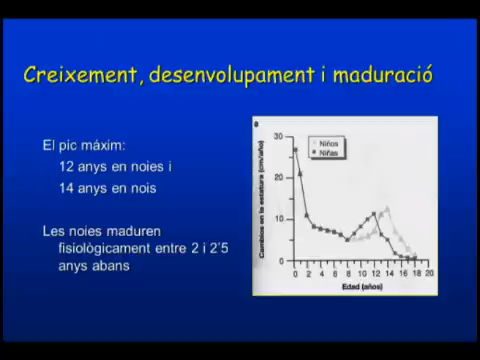 Creixement, desenvolupament i maduració
El pic máxim:
12 anys en noies i
14 anys en nois
Les noies maduren
fisiològicament entre 2 i 2'5
anys abans
Niños
Niñas
Cambios en la estatura (cm/año)
30
20
10
0
0 2 4 6 8 10 12 14 16 18 20
Edad (años)